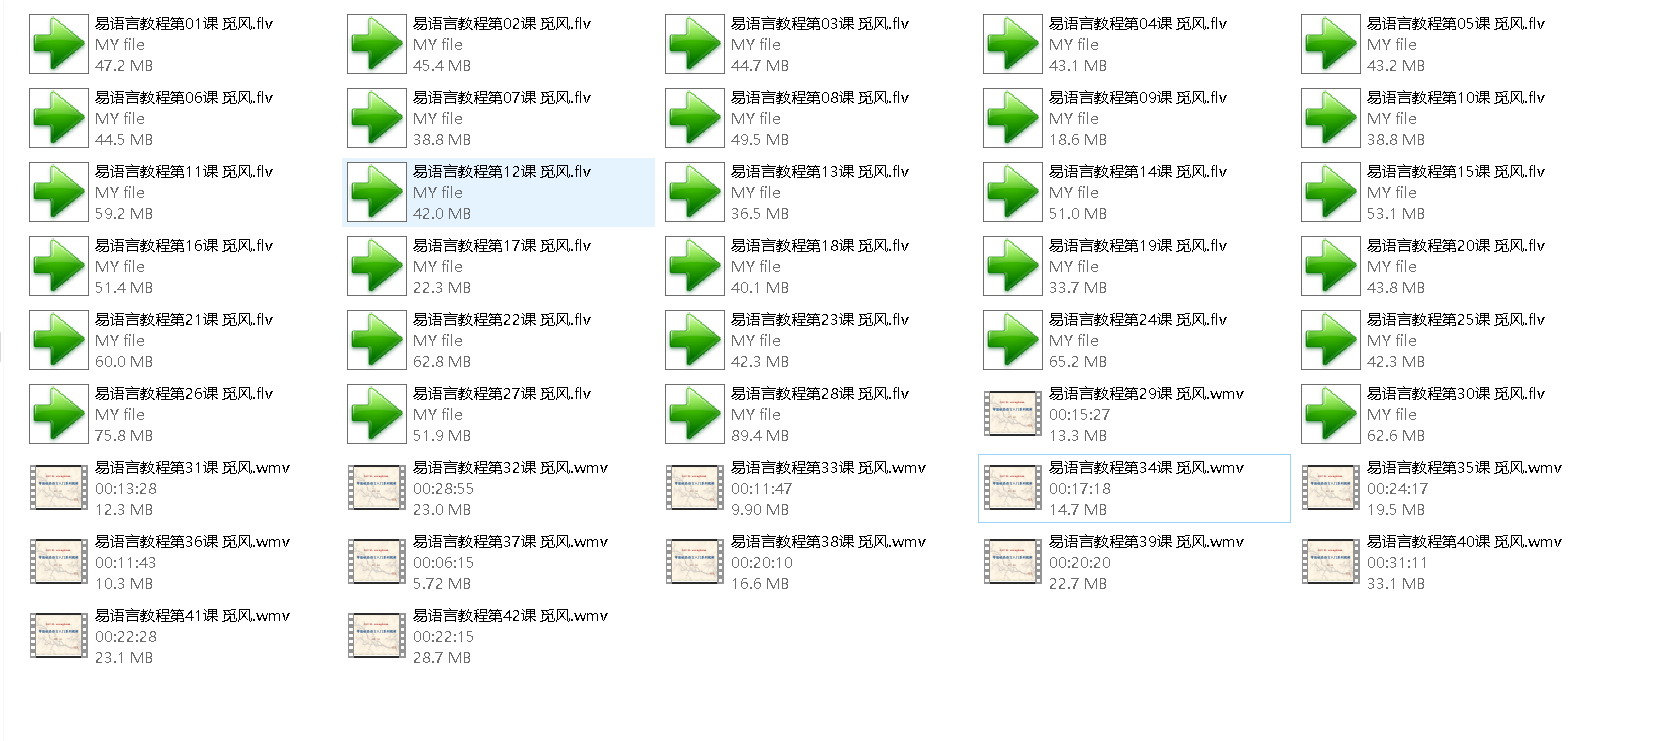 易语言教程第01课 觅风.flv
MY file
47.2 MB
易语言教程第02课 觅风.flv
MY file
45.4 MB
易语言教程第03课 觅风.flv
MY file
44.7 MB
易语言教程第04课 觅风.flv
MY file
43.1 MB
易语言教程第05课 觅风.flv
MY file
43.2 MB
易语言教程第06课 觅风.flv
MY file
44.5 MB
易语言教程第07课 觅风.flv
MY file
38.8 MB
易语言教程第08课 觅风.flv
MY file
49.5 MB
易语言教程第09课 觅风.flv
MY file
18.6 MB
易语言教程第10课 觅风.flv
MY file
38.8 MB
易语言教程第11课 觅风.flv
MY file
59.2 MB
易语言教程第12课 觅风.flv
MY file
42.0 MB
易语言教程第13课 觅风.flv
MY file
36.5 MB
易语言教程第14课 觅风.flv
MY file
51.0 MB
易语言教程第15课 觅风.flv
MY file
53.1 MB
易语言教程第16课 觅风.flv
MY file
51.4 MB
易语言教程第17课 觅风.flv
MY file
22.3 MB
易语言教程第18课 觅风.flv
MY file
40.1 MB
易语言教程第19课 觅风.flv
MY file
33.7 MB
易语言教程第20课 觅风.flv
MY file
43.8 MB
易语言教程第21课 觅风.flv
MY file
60.0 MB
易语言教程第22课 觅风.flv
MY file
62.8 MB
易语言教程第23课 觅风.flv
MY file
42.3 MB
易语言教程第24课 觅风.flv
MY file
65.2 MB
易语言教程第25课 觅风.flv
MY file
42.3 MB
易语言教程第26课 觅风.flv
MY file
75.8 MB
易语言教程第27课 觅风.flv
MY file
51.9 MB
易语言教程第28课 觅风.flv
MY file
89.4 MB
易语言教程第29课 觅风.wmv
00:15:27
13.3 MB
易语言教程第30课 觅风.flv
MY file
62.6 MB
易语言教程第31课 觅风.wmv
00:13:28
12.3 MB
易语言教程第32课 觅风.wmv
00:28:55
23.0 MB
易语言教程第33课 觅风.wmv
00:11:47
9.90 MB
易语言教程第34课 觅风.wmv
00:17:18
14.7 MB
易语言教程第35课 觅风.wmv
00:24:17
19.5 MB
易语言教程第36课 觅风.wmv
00:11:43
10.3 MB
易语言教程第37课 觅风.wmv
00:06:15
5.72 MB
易语言教程第38课 觅风.wmv
00:20:10
16.6 MB
易语言教程第39课 觅风.wmv
00:20:20
22.7 MB
易语言教程第40课 觅风.wmv
00:31:11
33.1 MB
易语言教程第41课 觅风.wmv
00:22:28
23.1 MB
易语言教程第42课 觅风.wmv
00:22:15
28.7 MB